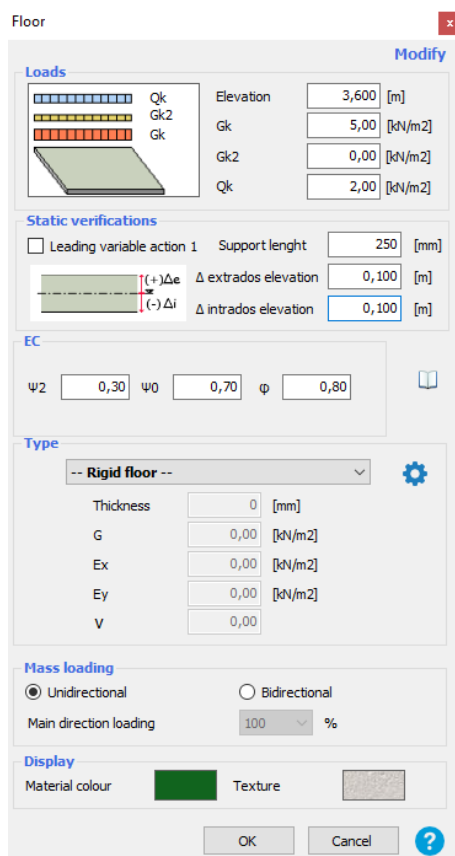 Floor
x
Modify
Loads
Qk
Gk2
Gk
Elevation 3,600 [m]
Gk 5,00 [kN/m2]
Gk2 0,00 [kN/m2]
Qk 2,00 [kN/m2]
Static verifications
Leading variable action 1 Support lenght 250 [mm]
(+)Δe
(-)Δi
Δ extrados elevation 0,100 [m]
Δ intrados elevation 0,100 [m]
EC
Ψ2 0,30 Ψ0 0,70 φ 0,80
Type
-- Rigid floor --
Thickness 0 [mm]
G 0,00 [kN/m2]
Ex 0,00 [kN/m2]
Ey 0,00 [kN/m2]
ν 0,00
Mass loading
Unidirectional Bidirectional
Main direction loading 100 %
Display
Material colour Texture
OK Cancel ?